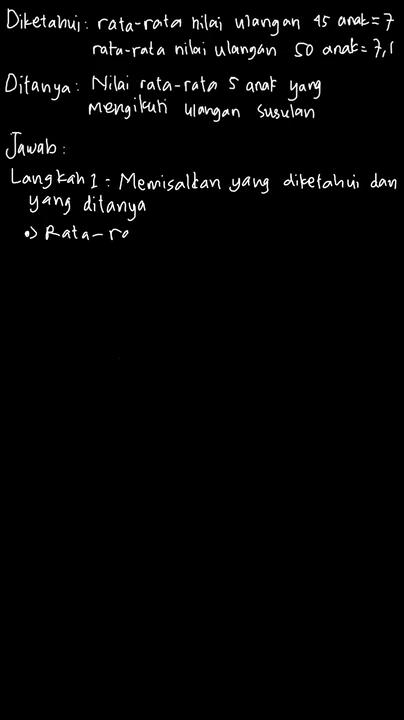 Diketahui: rata-rata nilai ulangan 45 anak = 7
rata-rata nilai ulangan 50 anak = 7,1
Ditanya: Nilai rata-rata 5 anak yang
mengikuti ulangan susulan
Jawab:
Langkah 1 : Memisalkan yang diketahui dan
yang ditanya
•> Rata-ra